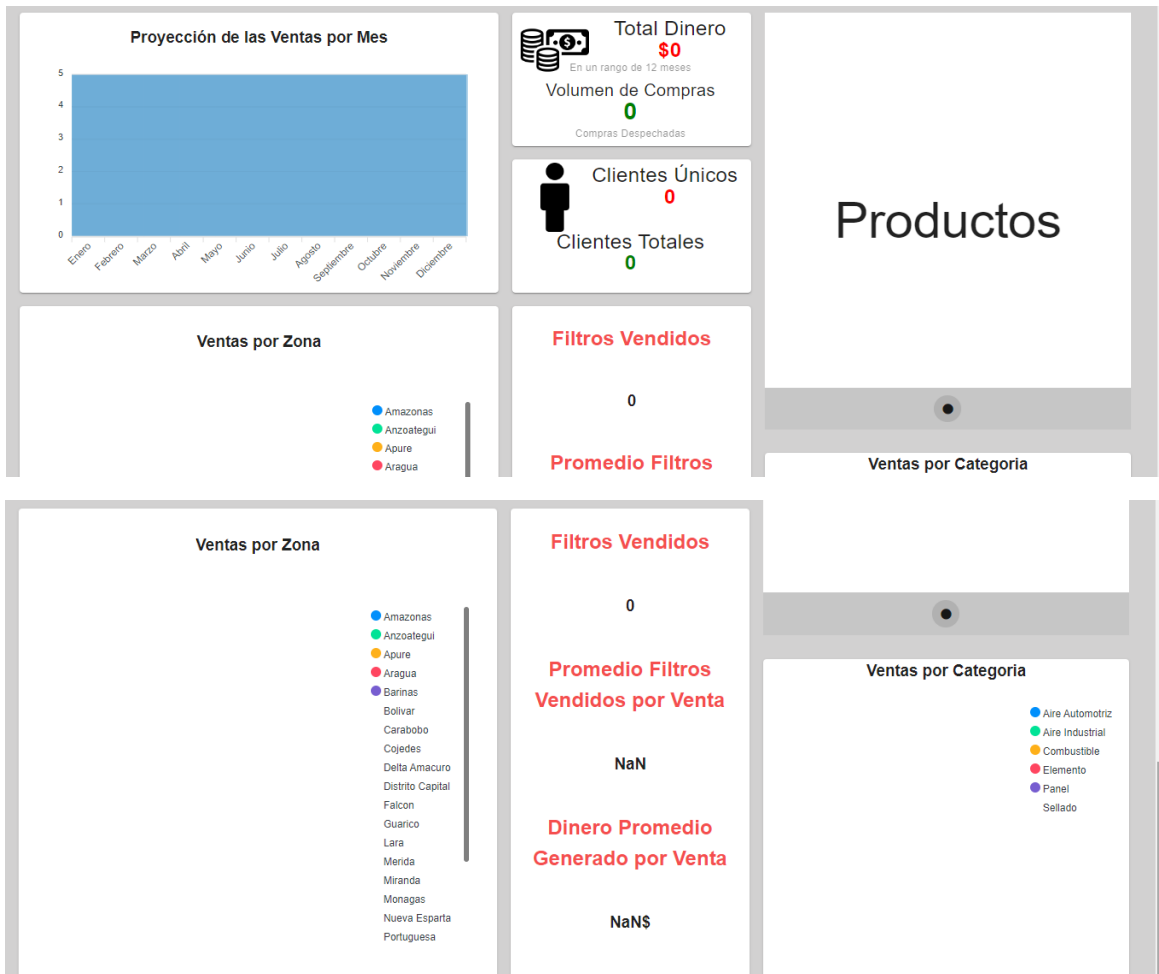 Proyección de las Ventas por Mes
5
4
3
2
1
0
Enero
Febrero
Marzo
Abril
Mayo
Junio
Julio
Agosto
Septiembre
Octubre
Noviembre
Diciembre
Total Dinero
$0
En un rango de 12 meses
Volumen de Compras
0
Compras Despechadas
Clientes Únicos
0
Clientes Totales
0
Productos
Ventas por Zona
Amazonas
Anzoategui
Apure
Aragua
Filtros Vendidos
0
Promedio Filtros
Ventas por Categoria
Ventas por Zona
Amazonas
Anzoategui
Apure
Aragua
Barinas
Bolivar
Carabobo
Cojedes
Delta Amacuro
Distrito Capital
Falcon
Guarico
Lara
Merida
Miranda
Monagas
Nueva Esparta
Portuguesa
Filtros Vendidos
0
Promedio Filtros
Vendidos por Venta
NaN
Dinero Promedio
Generado por Venta
NaN$
Ventas por Categoria
Aire Automotriz
Aire Industrial
Combustible
Elemento
Panel
Sellado